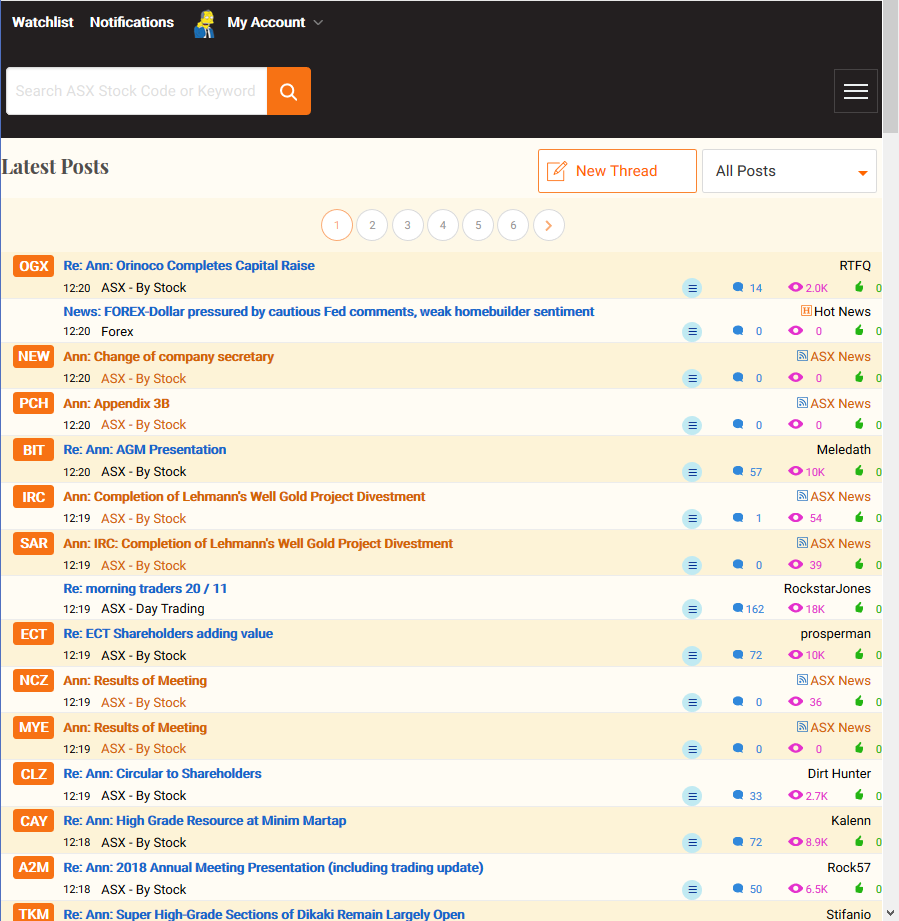 Watchlist Notifications My Account
Search ASX Stock Code or Keyword
Latest Posts New Thread All Posts
1 2 3 4 5 6
OGX Re: Ann: Orinoco Completes Capital Raise RTFQ
12:20 ASX - By Stock 14 2.0K 0
News: FOREX-Dollar pressured by cautious Fed comments, weak homebuilder sentiment H Hot News
12:20 Forex 0 0 0
NEW Ann: Change of company secretary ASX News
12:20 ASX - By Stock 0 0 0
PCH Ann: Appendix 3B ASX News
12:20 ASX - By Stock 0 0 0
BIT Re: Ann: AGM Presentation Meledath
12:20 ASX - By Stock 57 10K 0
IRC Ann: Completion of Lehmann's Well Gold Project Divestment ASX News
12:19 ASX - By Stock 1 54 0
SAR Ann: IRC: Completion of Lehmann's Well Gold Project Divestment ASX News
12:19 ASX - By Stock 0 39 0
Re: morning traders 20 / 11 RockstarJones
12:19 ASX - Day Trading 162 18K 0
ECT Re: ECT Shareholders adding value prosperman
12:19 ASX - By Stock 72 10K 0
NCZ Ann: Results of Meeting ASX News
12:19 ASX - By Stock 0 36 0
MYE Ann: Results of Meeting ASX News
12:19 ASX - By Stock 0 0 0
CLZ Re: Ann: Circular to Shareholders Dirt Hunter
12:19 ASX - By Stock 33 2.7K 0
CAY Re: Ann: High Grade Resource at Minim Martap Kalenn
12:18 ASX - By Stock 72 8.9K 0
A2M Re: Ann: 2018 Annual Meeting Presentation (including trading update) Rock57
12:18 ASX - By Stock 50 6.5K 0
TKM Re: Ann: Super High-Grade Sections of Dikaki Remain Largely Open Stifanio